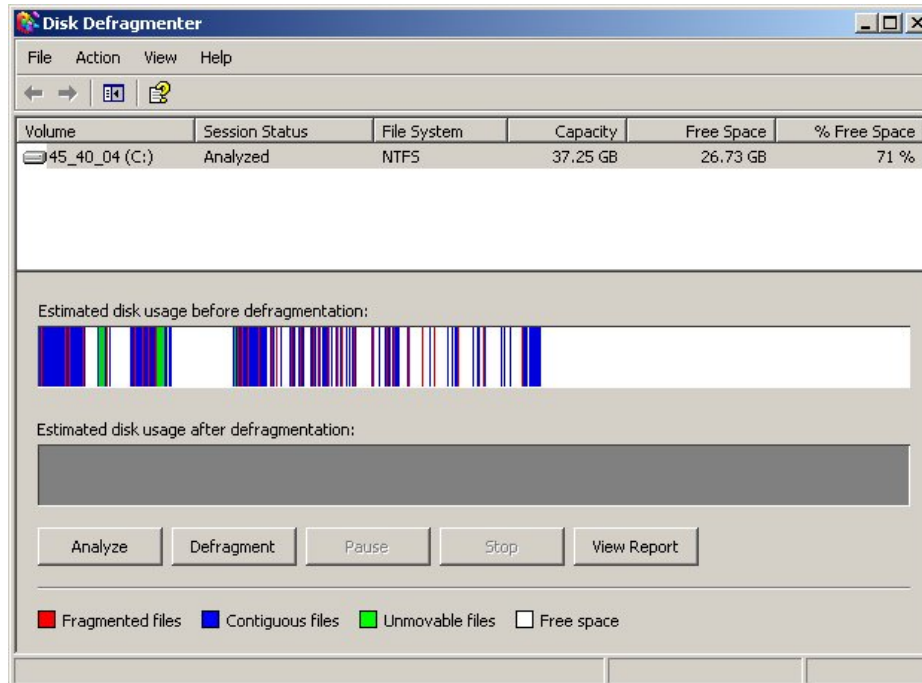 Disk Defragmenter
File Action View Help
Volume Session Status File System Capacity Free Space % Free Space
45_40_04 (C:) Analyzed NTFS 37.25 GB 26.73 GB 71 %
Estimated disk usage before defragmentation:
Estimated disk usage after defragmentation:
Analyze Defragment Pause Stop View Report
Fragmented files Contiguous files Unmovable files Free space